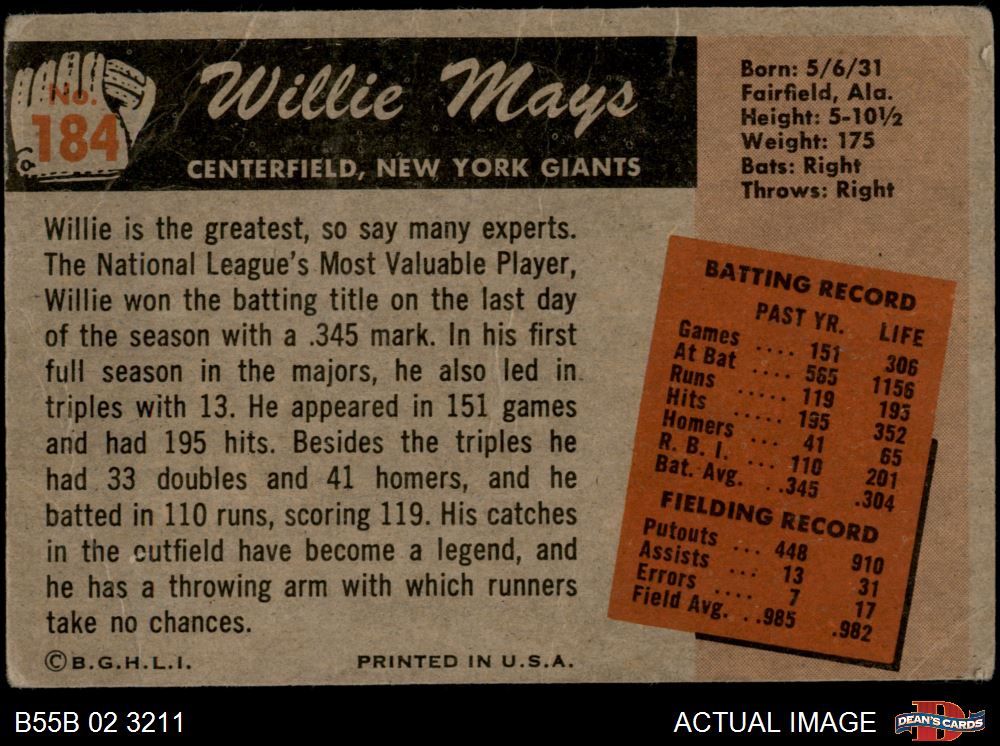 No.
184
Willie Mays
CENTERFIELD, NEW YORK GIANTS
Born: 5/6/31
Fairfield, Ala.
Height: 5-10½
Weight: 175
Bats: Right
Throws: Right
Willie is the greatest, so say many experts.
The National League's Most Valuable Player,
Willie won the batting title on the last day
of the season with a .345 mark. In his first
full season in the majors, he also led in
triples with 13. He appeared in 151 games
and had 195 hits. Besides the triples he
had 33 doubles and 41 homers, and he
batted in 110 runs, scoring 119. His catches
in the cutfield have become a legend, and
he has a throwing arm with which runners
take no chances.
©B.G.H.L.I. PRINTED IN U.S.A.
BATTING RECORD
PAST YR. LIFE
Games .... 151 306
At Bat .... 565 1156
Runs ..... 119 193
Hits ..... 195 352
Homers ... 41 65
R. B. I. ... 110 201
Bat. Avg. ..345 .304
FIELDING RECORD
Putouts ... 448 910
Assists ... 13 31
Errors .... 7 17
Field Avg. ..985 .982
B55B 02 3211
ACTUAL IMAGE
D
DEAN'S CARDS